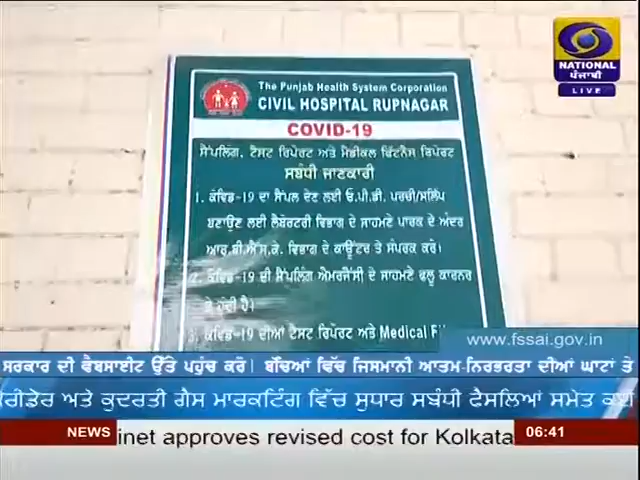 NATIONAL
ਪੰਜਾਬੀ
LIVE
The Punjab Health System Corporation
CIVIL HOSPITAL RUPNAGAR
COVID-19
ਸੈਂਪਲਿੰਗ, ਟੈਸਟ ਰਿਪੋਰਟ ਅਤੇ ਮੈਡੀਕਲ ਫਿੱਟਨੈਸ ਰਿਪੋਰਟ
ਸਬੰਧੀ ਜਾਣਕਾਰੀ
1. ਕੋਵਿਡ-19 ਦਾ ਸੈਂਪਲ ਦੇਣ ਲਈ ਓ.ਪੀ.ਡੀ. ਪਰਚੀ/ਸਲਿੱਪ
ਬਣਾਉਣ ਲਈ ਲੈਬੋਰਟਰੀ ਵਿਭਾਗ ਦੇ ਸਾਹਮਣੇ ਪਾਰਕ ਦੇ ਅੰਦਰ
ਆਰ.ਬੀ.ਐਸ.ਕੇ. ਵਿਭਾਗ ਦੇ ਕਾਊਂਟਰ ਤੇ ਸੰਪਰਕ ਕਰੋ।
2. ਕੋਵਿਡ-19 ਦੀ ਸੈਂਪਲਿੰਗ ਐਮਰਜੈਂਸੀ ਦੇ ਸਾਹਮਣੇ ਫਲੂ ਕਾਰਨਰ
ਤੇ ਹੁੰਦੀ ਹੈ।
3. ਕੋਵਿਡ-19 ਦੀਆਂ ਟੈਸਟ ਰਿਪੋਰਟ ਅਤੇ Medical
www.fssai.gov.in
ਸਰਕਾਰ ਦੀ ਵੈਬਸਾਈਟ ਉੱਤੇ ਪਹੁੰਚ ਕਰੋ। ਬੱਚਿਆਂ ਵਿੱਚ ਜਿਸਮਾਨੀ ਆਤਮ-ਨਿਰਭਰਤਾ ਦੀਆਂ ਘਾਟਾਂ ਤੇ
ਅਤੇ ਕੁਦਰਤੀ ਗੈਸ ਮਾਰਕਟਿੰਗ ਵਿੱਚ ਸੁਧਾਰ ਸਬੰਧੀ ਫੈਸਲਿਆਂ ਸਮੇਤ
NEWS inet approves revised cost for Kolkata 06:41